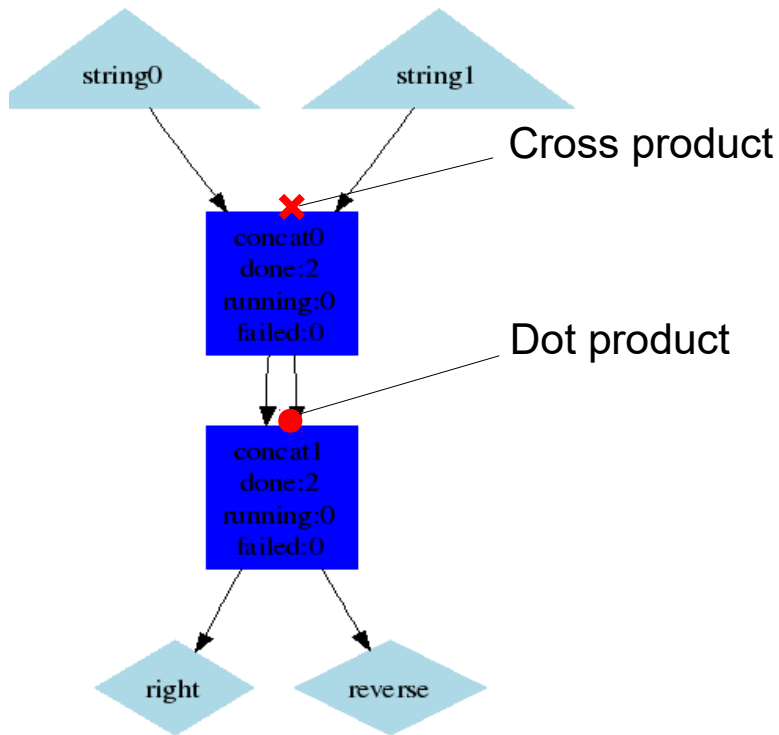 string0
string1
Cross product
concat0
done:2
running:0
failed:0
Dot product
concat1
done:2
running:0
failed:0
right
reverse